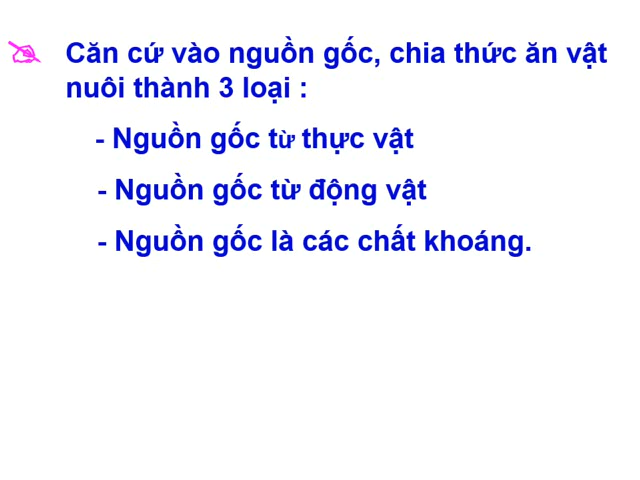 Căn cứ vào nguồn gốc, chia thức ăn vật
nuôi thành 3 loại :
- Nguồn gốc từ thực vật
- Nguồn gốc từ động vật
- Nguồn gốc là các chất khoáng.